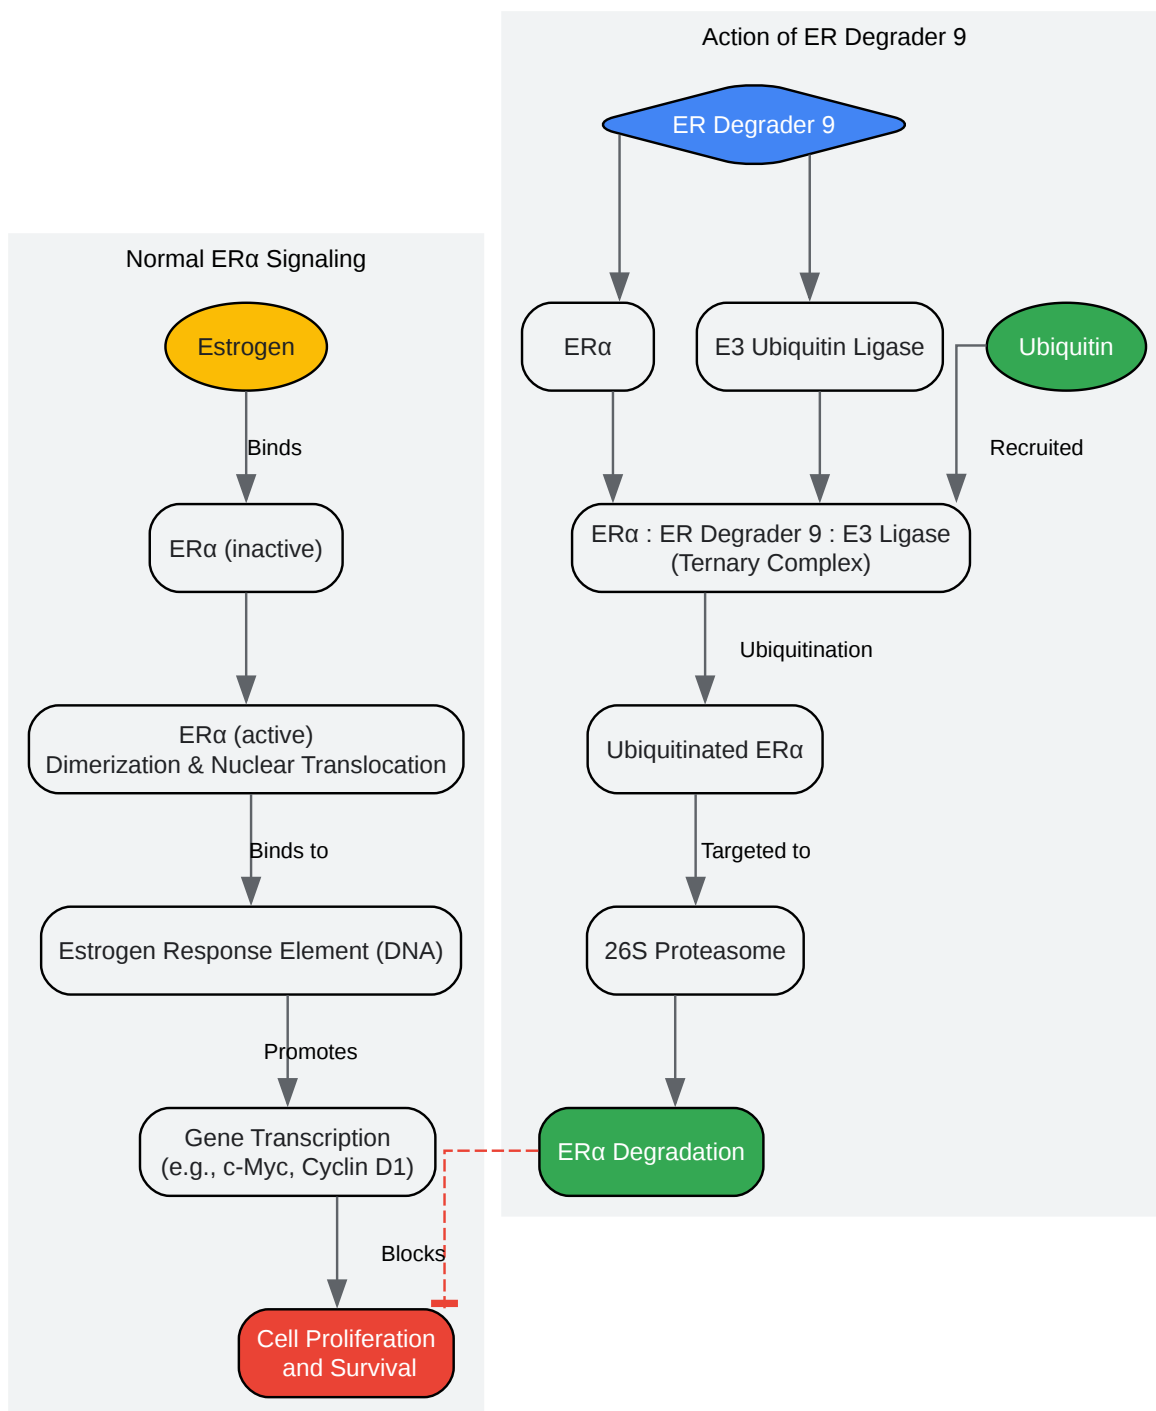 Action of ER Degrader 9
ER Degrader 9
ERα
E3 Ubiquitin Ligase
Ubiquitin
Recruited
ERα : ER Degrader 9 : E3 Ligase
(Ternary Complex)
Ubiquitination
Ubiquitinated ERα
Targeted to
26S Proteasome
ERα Degradation
Normal ERα Signaling
Estrogen
Binds
ERα (inactive)
ERα (active)
Dimerization & Nuclear Translocation
Binds to
Estrogen Response Element (DNA)
Promotes
Gene Transcription
(e.g., c-Myc, Cyclin D1)
Blocks
Cell Proliferation
and Survival